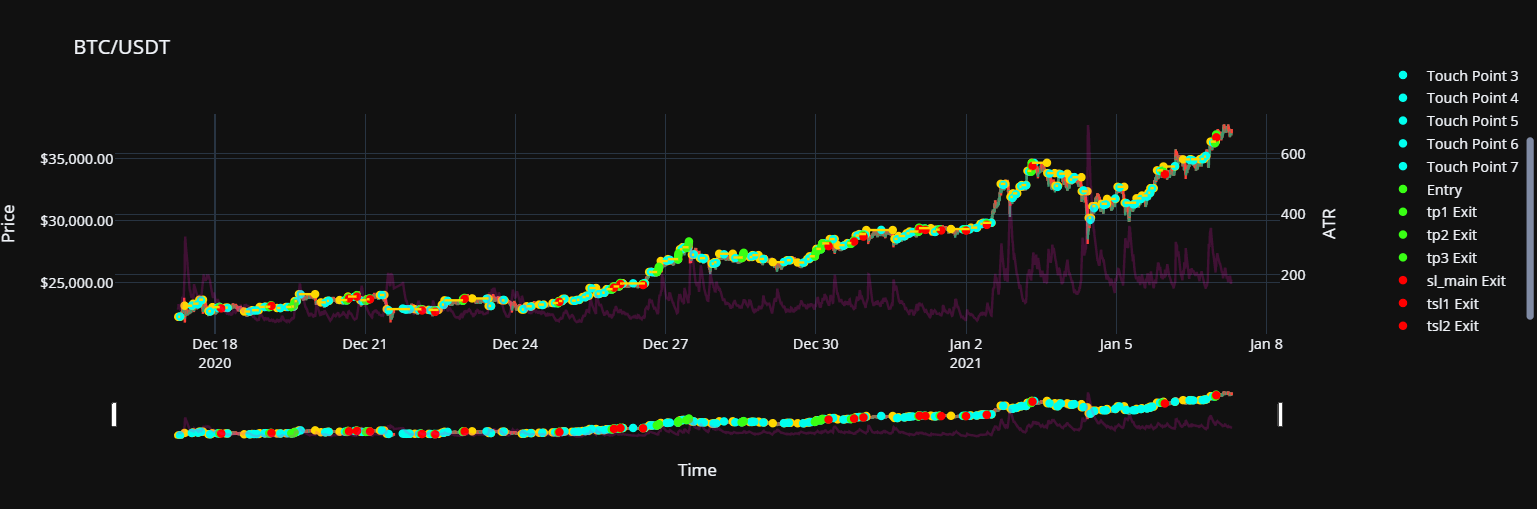 BTC/USDT
Touch Point 3
Touch Point 4
Touch Point 5
Touch Point 6
Touch Point 7
Entry
tp1 Exit
tp2 Exit
tp3 Exit
sl_main Exit
tsl1 Exit
tsl2 Exit
Price
$35,000.00
$30,000.00
$25,000.00
600
400
200
ATR
Dec 18
2020
Dec 21
Dec 24
Dec 27
Dec 30
Jan 2
2021
Jan 5
Jan 8
Time